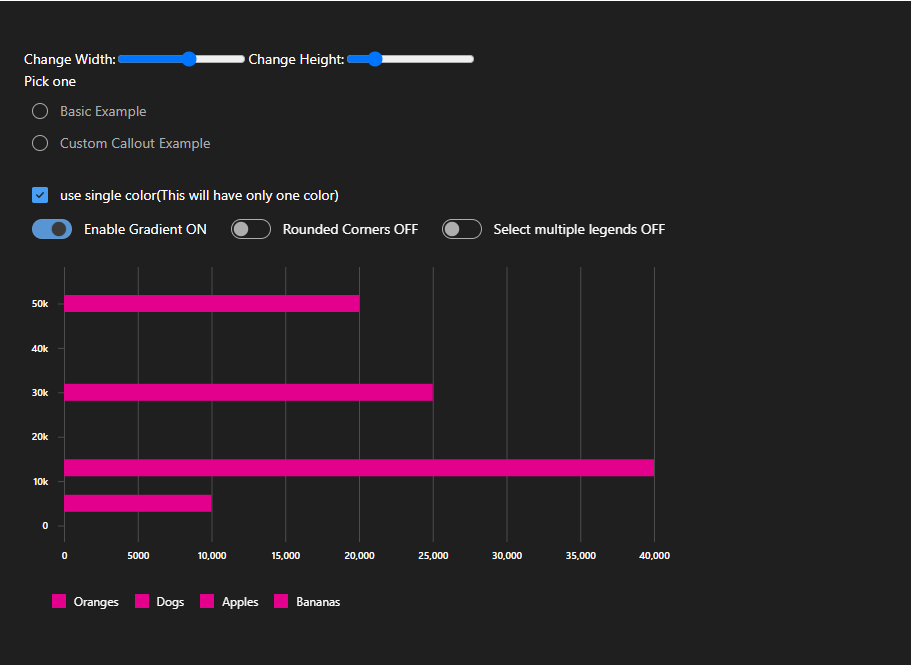 Change Width: Change Height:
Pick one
Basic Example
Custom Callout Example
use single color(This will have only one color)
Enable Gradient ON Rounded Corners OFF Select multiple legends OFF
50k
40k
30k
20k
10k
0
0 5000 10,000 15,000 20,000 25,000 30,000 35,000 40,000
Oranges Dogs Apples Bananas